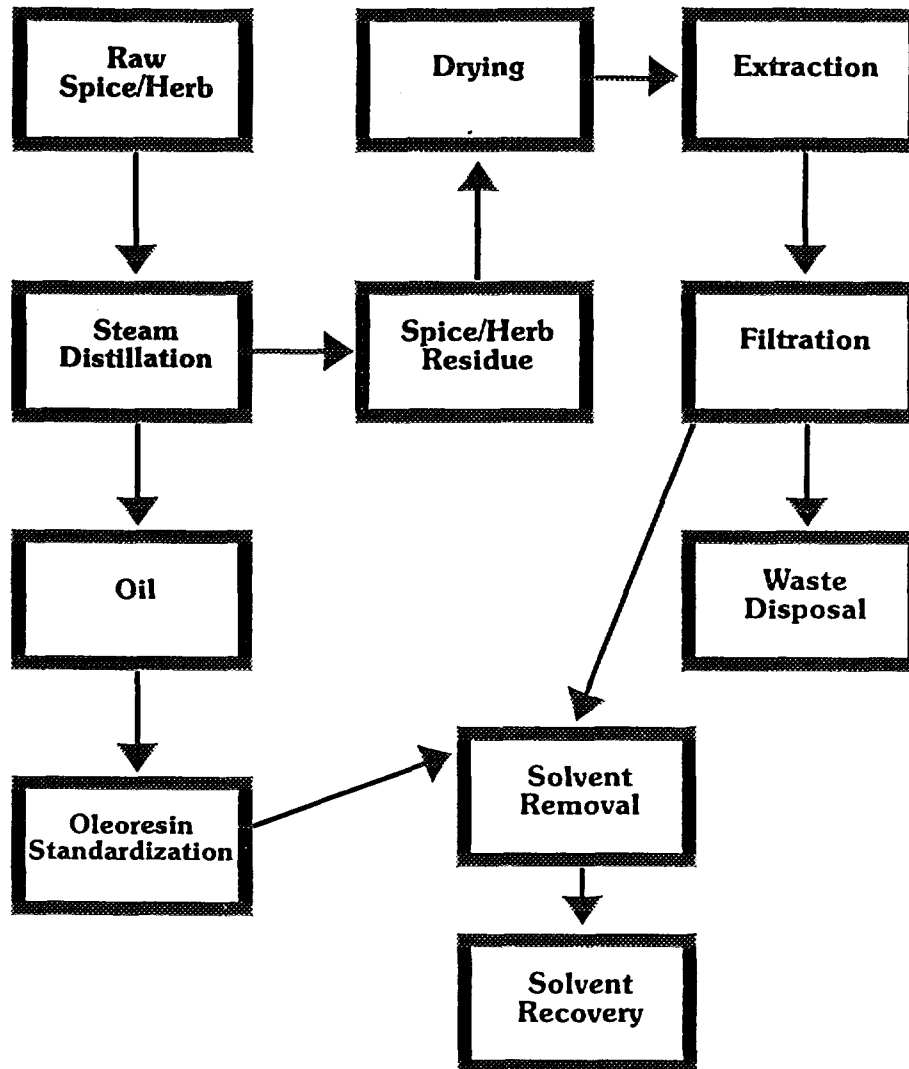 Raw
Spice/Herb
Drying
Extraction
Steam
Distillation
Spice/Herb
Residue
Filtration
Oil
Waste
Disposal
Oleoresin
Standardization
Solvent
Removal
Solvent
Recovery